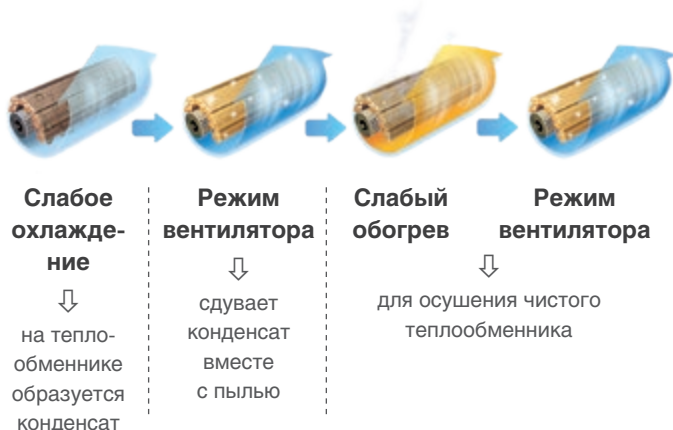 Слабое
охлажде-
ние
на тепло-
обменнике
образуется
конденсат
Режим
вентилятора
сдувает
конденсат
вместе
с пылью
Слабый
обогрев
Режим
вентилятора
для осушения чистого
теплообменника